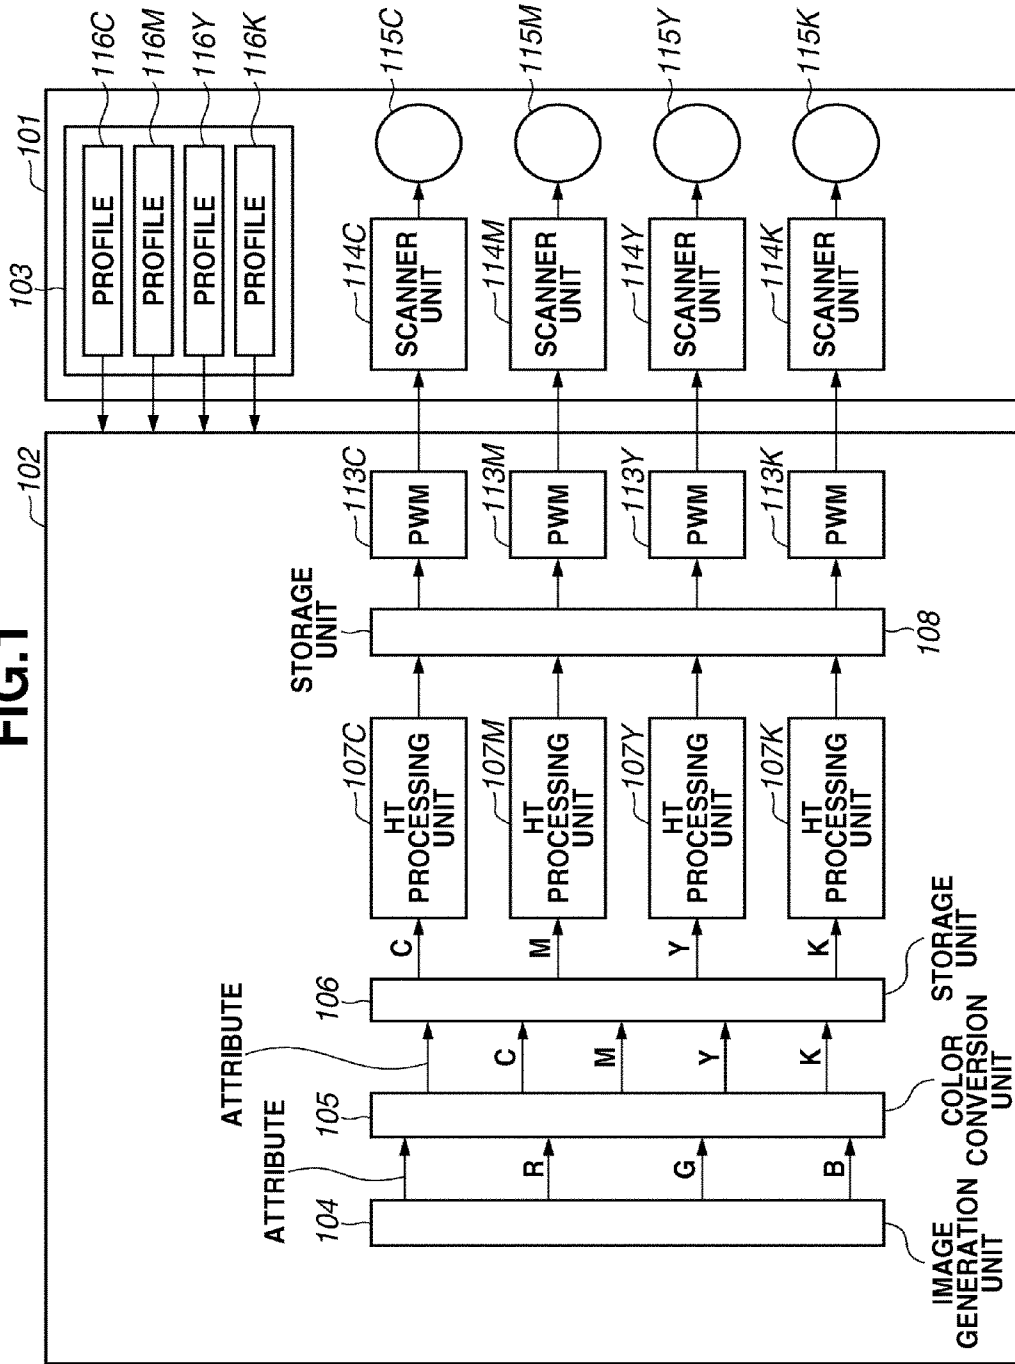 FIG.1
102
101
103
PROFILE
PROFILE
PROFILE
PROFILE
116C
116M
116Y
116K
ATTRIBUTE
ATTRIBUTE
104
105
106
R
G
B
C
M
Y
K
C
M
Y
K
IMAGE
GENERATION
UNIT
COLOR
CONVERSION
UNIT
STORAGE
UNIT
107C
HT
PROCESSING
UNIT
107M
HT
PROCESSING
UNIT
107Y
HT
PROCESSING
UNIT
107K
HT
PROCESSING
UNIT
STORAGE
UNIT
108
113C
PWM
113M
PWM
113Y
PWM
113K
PWM
114C
SCANNER
UNIT
114M
SCANNER
UNIT
114Y
SCANNER
UNIT
114K
SCANNER
UNIT
115C
115M
115Y
115K